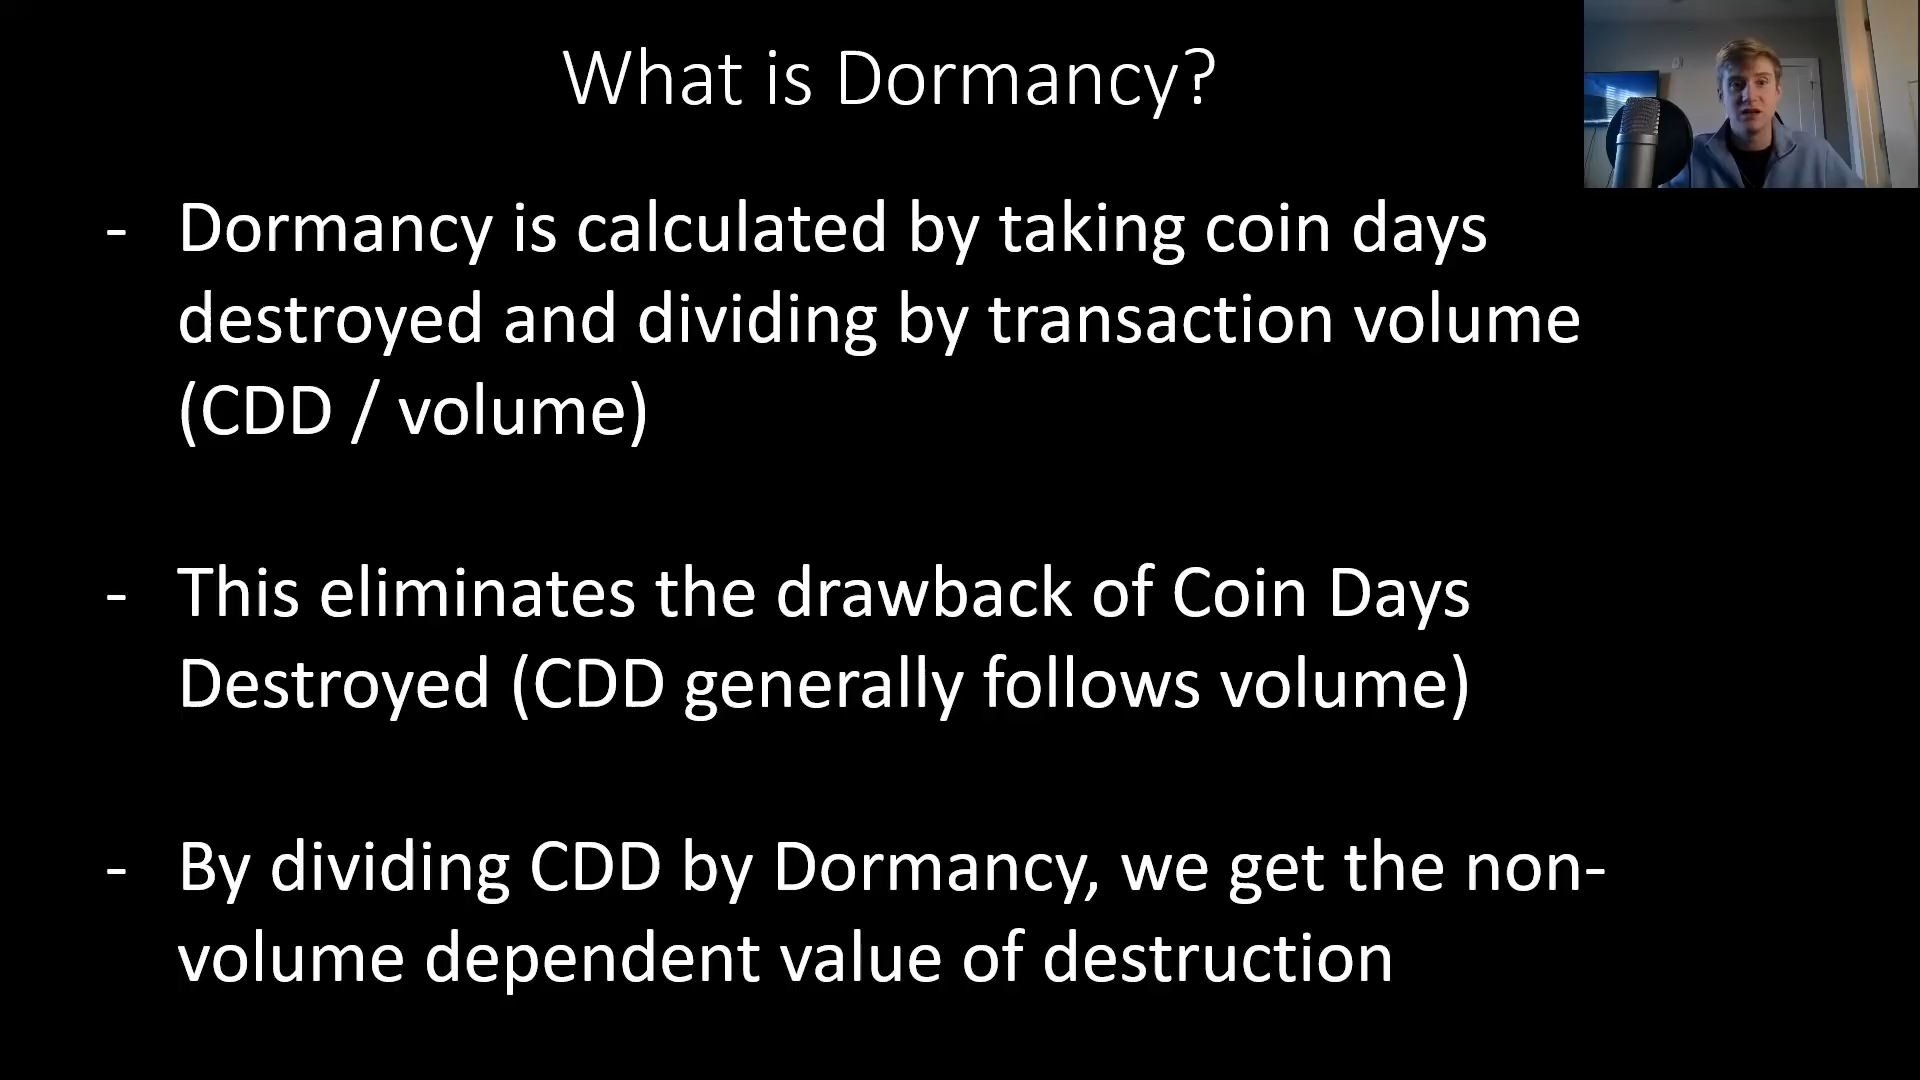 What is Dormancy?
- Dormancy is calculated by taking coin days
destroyed and dividing by transaction volume
(CDD / volume)
- This eliminates the drawback of Coin Days
Destroyed (CDD generally follows volume)
- By dividing CDD by Dormancy, we get the non-
volume dependent value of destruction